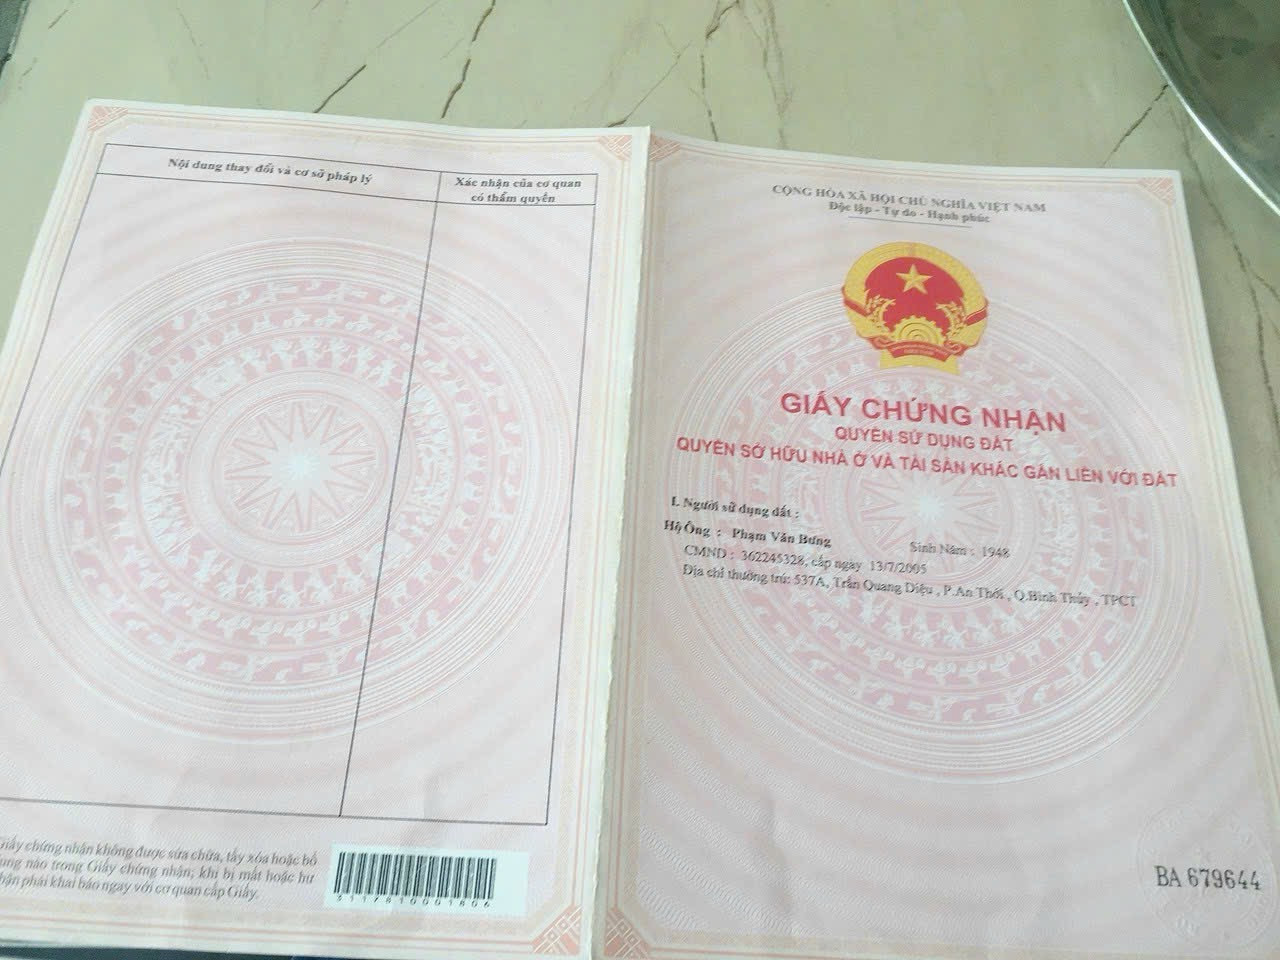 Nội dung thay đổi và cơ sở pháp lý
Xác nhận của cơ quan
có thẩm quyền
Giấy chứng nhận không được sửa chữa, tẩy xóa hoặc bổ
dung nào trong Giấy chứng nhận; khi bị mất hoặc hư
nhận phải khai báo ngay với cơ quan cấp Giấy.
CỘNG HÒA XÃ HỘI CHỦ NGHĨA VIỆT NAM
Độc lập - Tự do - Hạnh phúc
GIẤY CHỨNG NHẬN
QUYỀN SỬ DỤNG ĐẤT
QUYỀN SỞ HỮU NHÀ Ở VÀ TÀI SẢN KHÁC GẮN LIỀN VỚI ĐẤT
I. Người sử dụng đất :
Hộ Ông : Phạm Văn Bưng Sinh Năm : 1948
CMND : 362245328, cấp ngày 13/7/2005
Địa chỉ thường trú: 537A, Trần Quang Diệu , P.An Thới , Q.Bình Thủy , TPCT
BA 679644